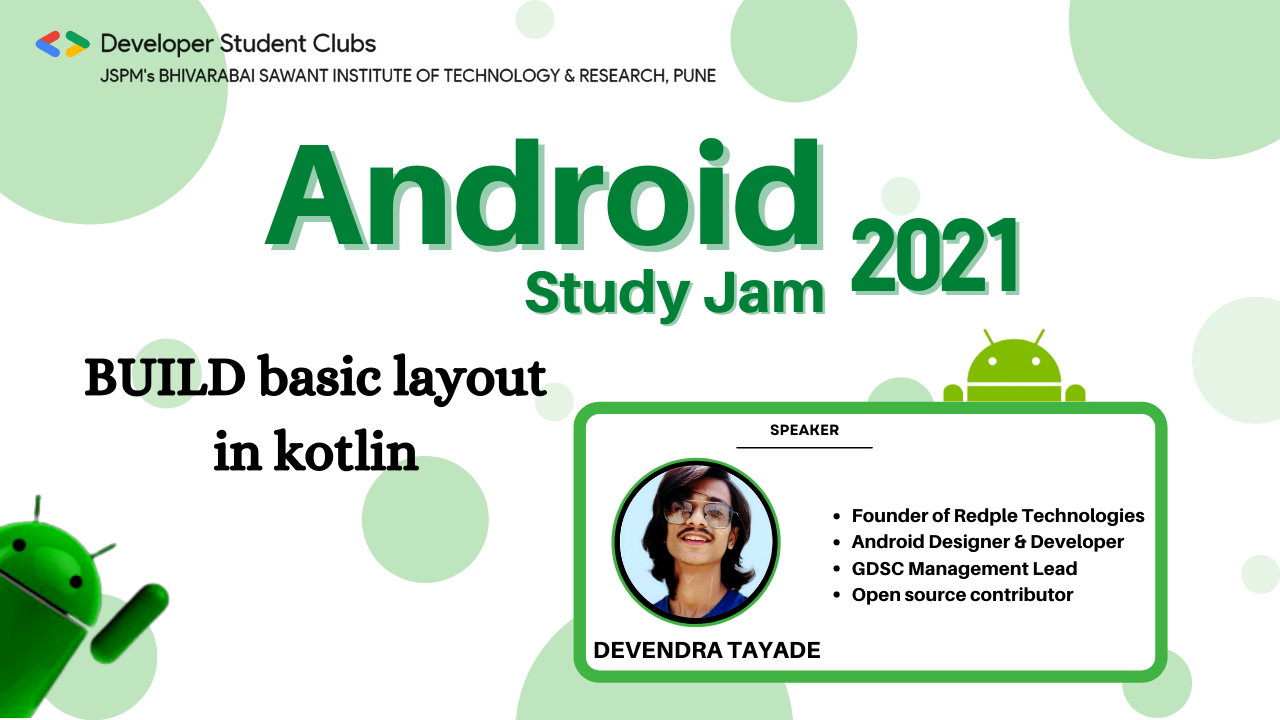 Developer Student Clubs
JSPM's BHIVARABAI SAWANT INSTITUTE OF TECHNOLOGY & RESEARCH, PUNE
Android
2021
Study Jam
BUILD basic layout
in kotlin
SPEAKER
• Founder of Redple Technologies
• Android Designer & Developer
• GDSC Management Lead
• Open source contributor
DEVENDRA TAYADE